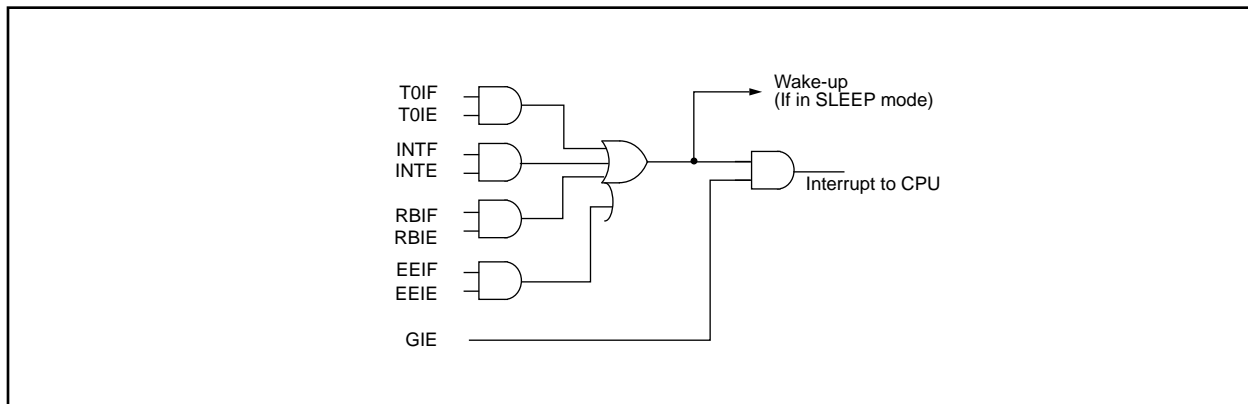 T0IF
T0IE
INTF
INTE
RBIF
RBIE
EEIF
EEIE
GIE
Wake-up
(If in SLEEP mode)
Interrupt to CPU